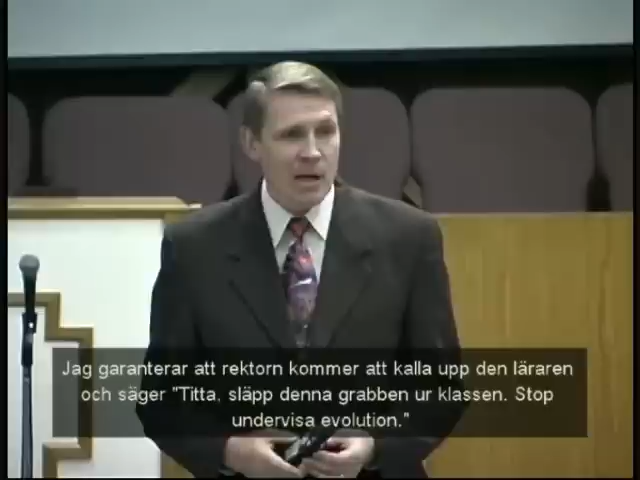 Jag garanterar att rektorn kommer att kalla upp den läraren
och säger "Titta, släpp denna grabben ur klassen. Stop
undervisa evolution."